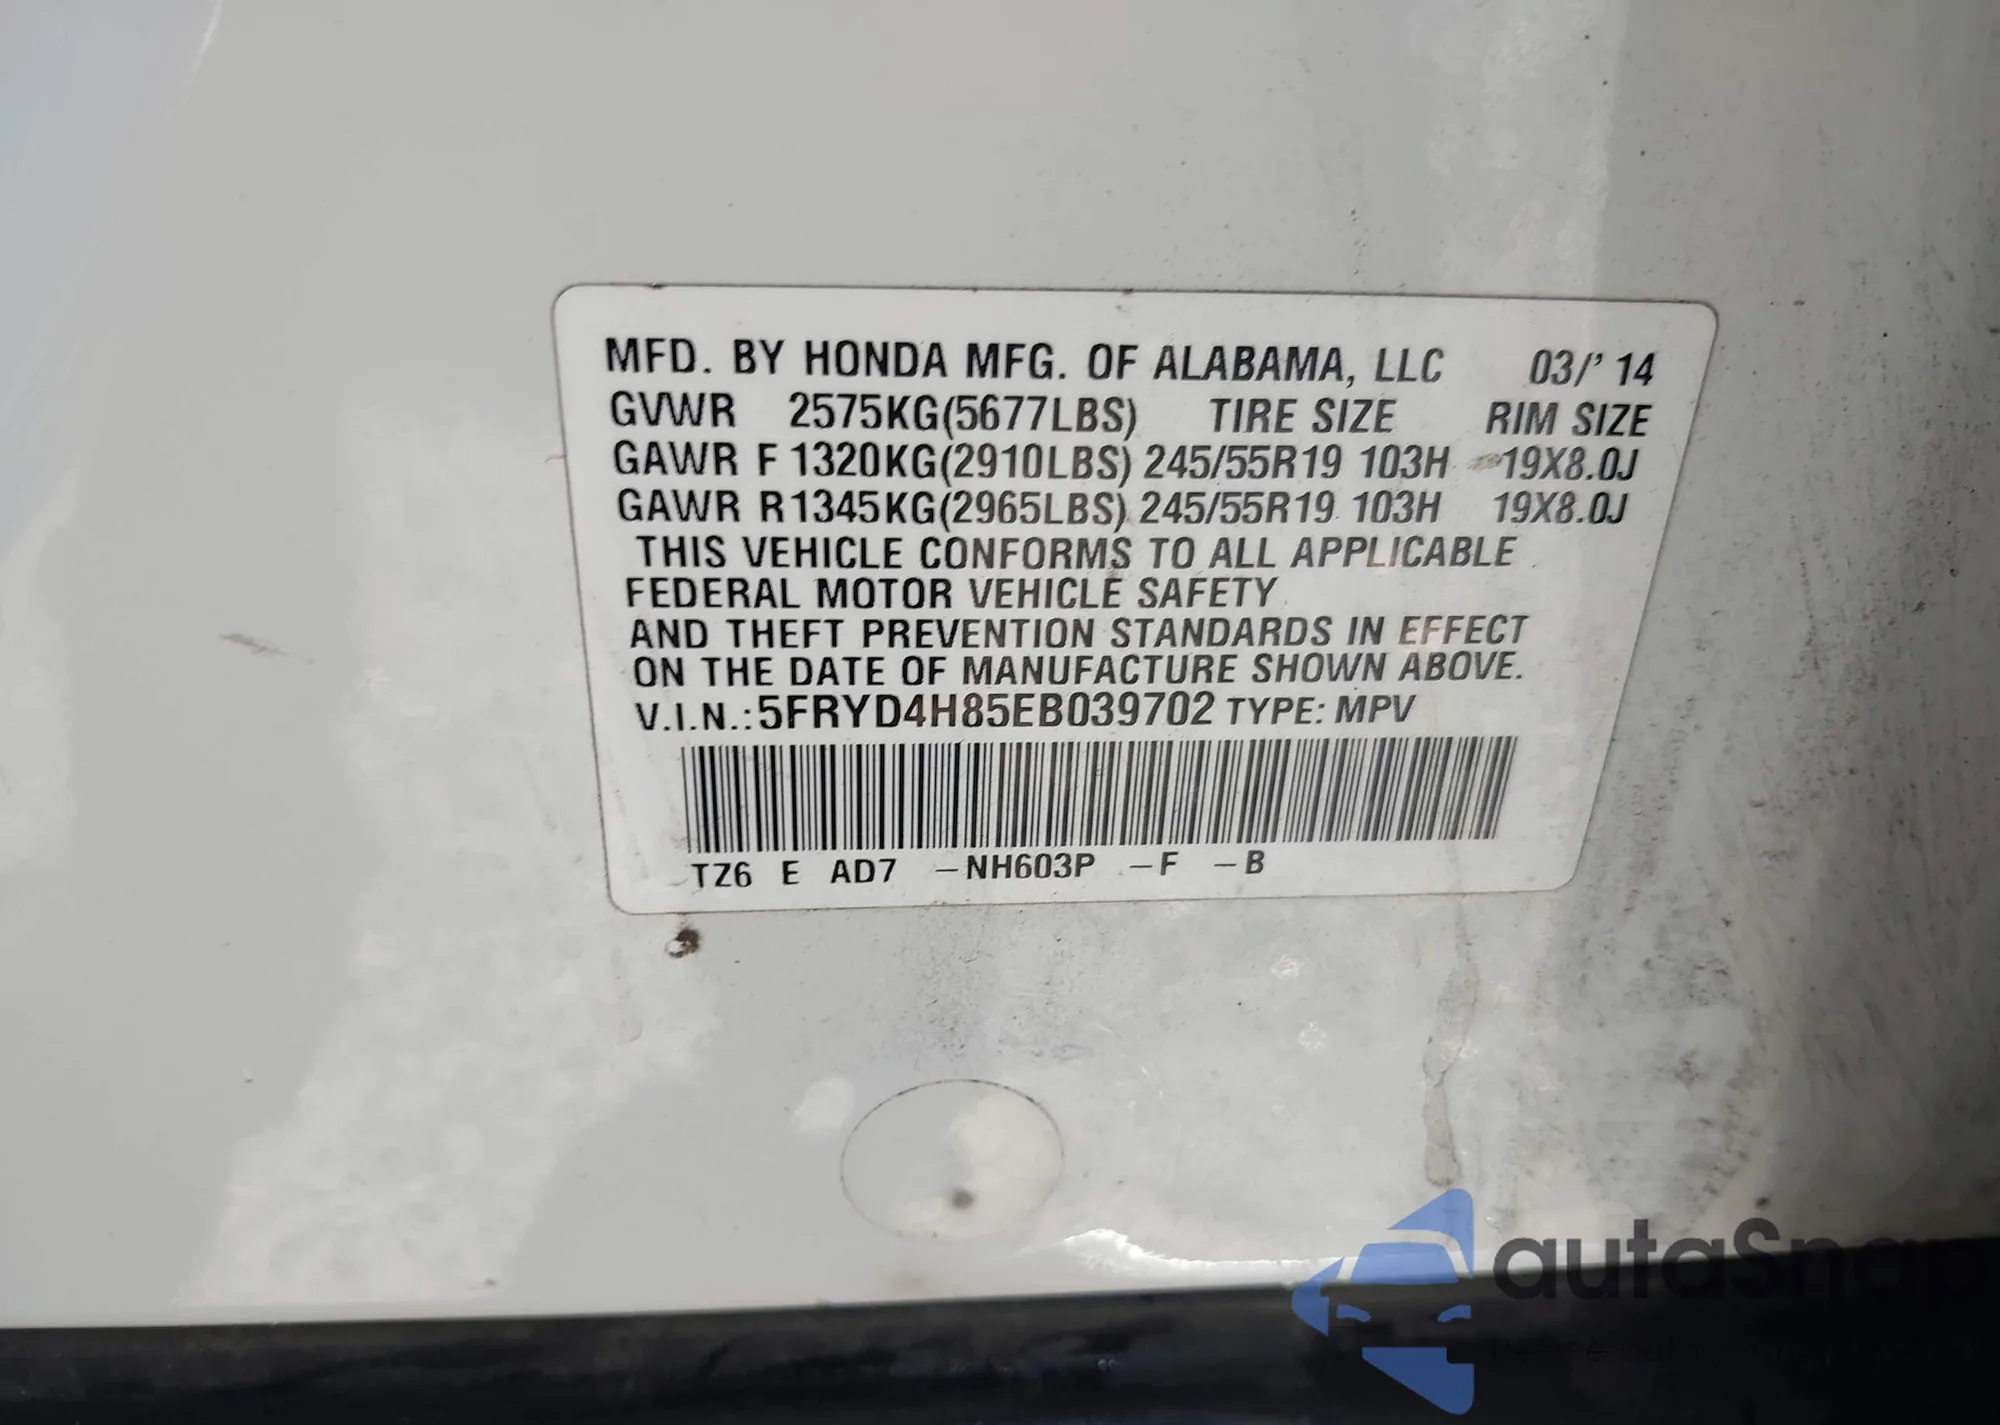 MFD. BY HONDA MFG. OF ALABAMA, LLC 03/' 14
GVWR 2575KG(5677LBS) TIRE SIZE RIM SIZE
GAWR F 1320KG(2910LBS) 245/55R19 103H 19X8.0J
GAWR R 1345KG(2965LBS) 245/55R19 103H 19X8.0J
THIS VEHICLE CONFORMS TO ALL APPLICABLE
FEDERAL MOTOR VEHICLE SAFETY
AND THEFT PREVENTION STANDARDS IN EFFECT
ON THE DATE OF MANUFACTURE SHOWN ABOVE.
V.I.N.: 5FRYD4H85EB039702 TYPE: MPV
TZ6 E AD7 -NH603P -F -B
autaSnap